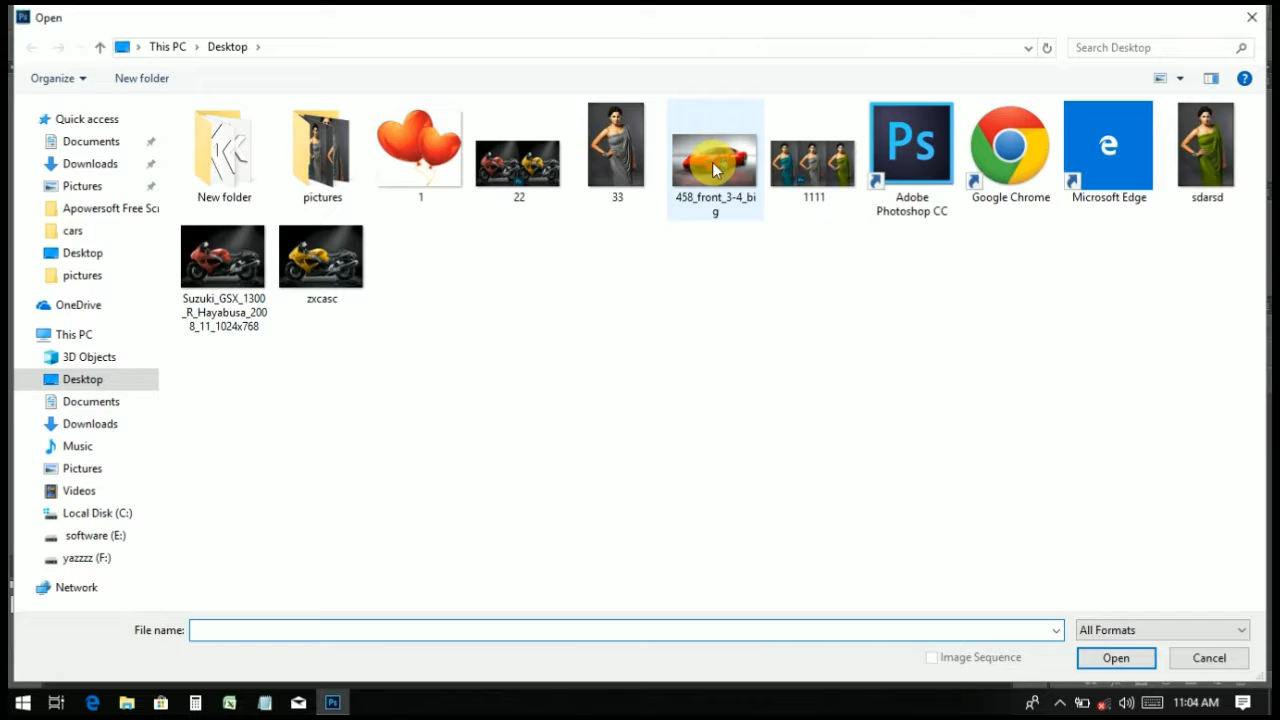 Open
This PC > Desktop >
Search Desktop
Organize
New folder
Quick access
Documents
Downloads
Pictures
Apowersoft Free Scr
cars
Desktop
pictures
OneDrive
This PC
3D Objects
Desktop
Documents
Downloads
Music
Pictures
Videos
Local Disk (C:)
software (E:)
yazzzz (F:)
Network
New folder
pictures
1
22
33
458_front_3-4_bi
g
1111
Ps
Adobe
Photoshop CC
Google Chrome
Microsoft Edge
sdarsd
Suzuki_GSX_1300
_R_Hayabusa_200
8_11_1024x768
zxcasc
File name:
All Formats
Image Sequence
Open
Cancel
11:04 AM